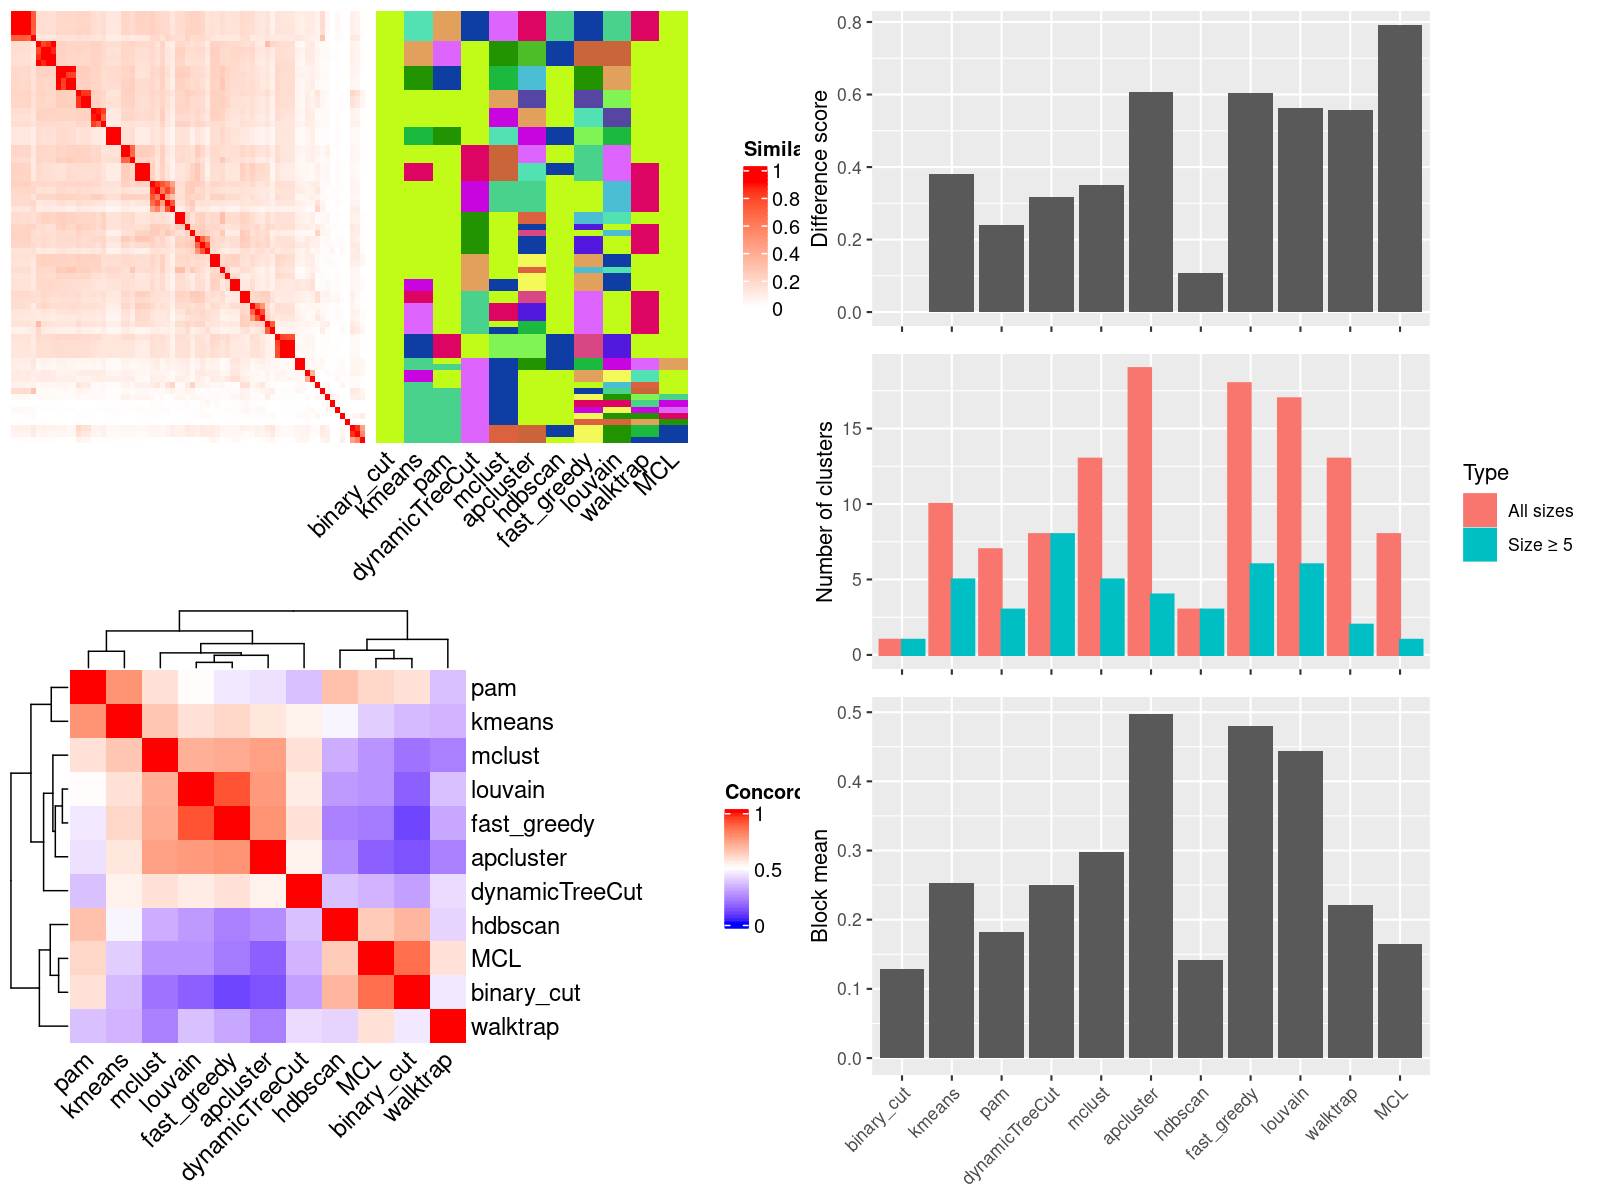 Simila
1
0.8
0.6
0.4
0.2
0
binary_cut
kmeans
pam
dynamicTreeCut
mclust
apcluster
hdbscan
fast_greedy
louvain
walktrap
MCL
Difference score
0.8
0.6
0.4
0.2
0.0
Number of clusters
15
10
5
0
Type
All sizes
Size ≥ 5
pam
kmeans
mclust
louvain
fast_greedy
apcluster
dynamicTreeCut
hdbscan
MCL
binary_cut
walktrap
pam
kmeans
mclust
louvain
fast_greedy
apcluster
dynamicTreeCut
hdbscan
MCL
binary_cut
walktrap
Concord
1
0.5
0
Block mean
0.5
0.4
0.3
0.2
0.1
0.0
binary_cut
kmeans
pam
dynamicTreeCut
mclust
apcluster
hdbscan
fast_greedy
louvain
walktrap
MCL